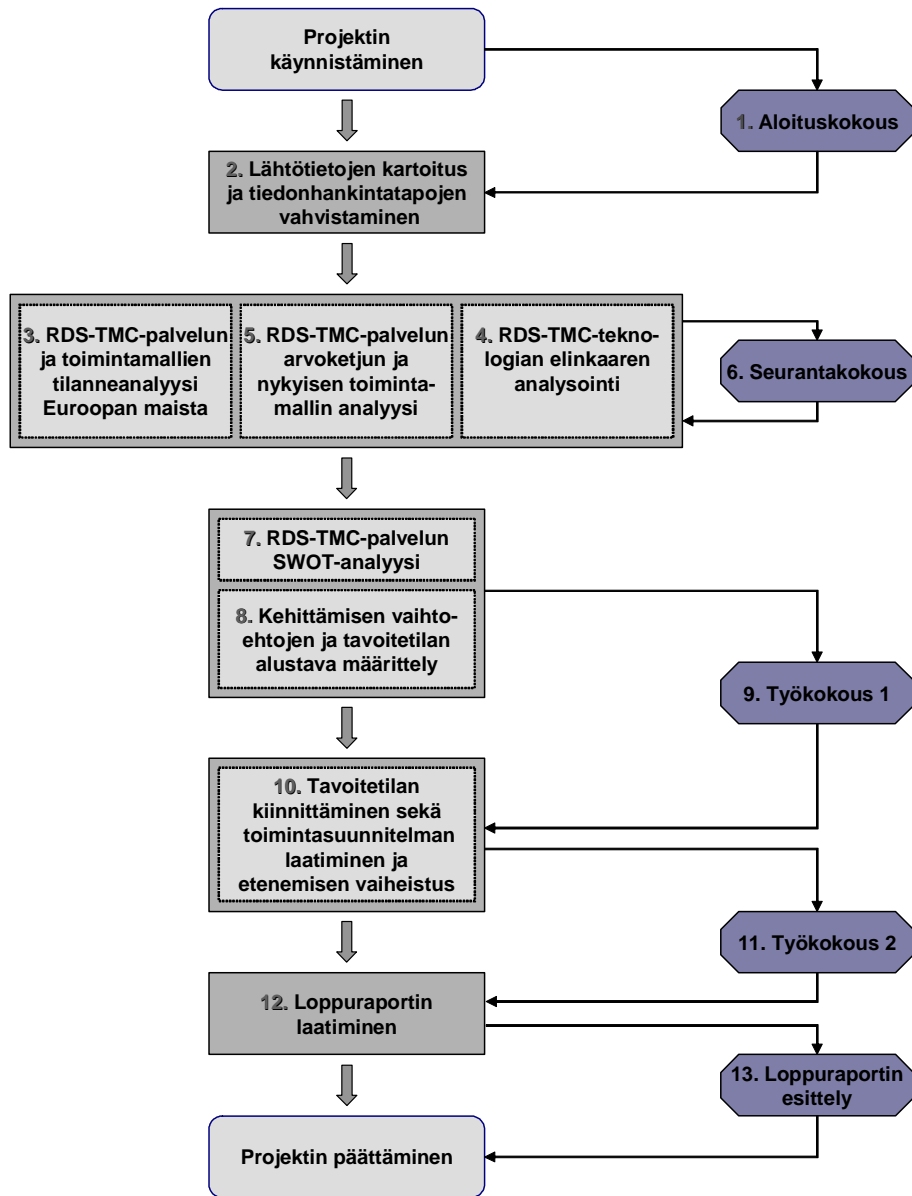 Projektin
käynnistäminen
1. Aloituskokous
2. Lähtötietojen kartoitus
ja tiedonhankintatapojen
vahvistaminen
3. RDS-TMC-palvelun
ja toimintamallien
tilanneanalyysi
Euroopan maista
5. RDS-TMC-palvelun
arvoketjun ja
nykyisen toiminta-
mallin analyysi
4. RDS-TMC-tekno-
logian elinkaaren
analysointi
6. Seurantakokous
7. RDS-TMC-palvelun
SWOT-analyysi
8. Kehittämisen vaihto-
ehtojen ja tavoitetilan
alustava määrittely
9. Työkokous 1
10. Tavoitetilan
kiinnittäminen sekä
toimintasuunnitelman
laatiminen ja
etenemisen vaiheistus
11. Työkokous 2
12. Loppuraportin
laatiminen
13. Loppuraportin
esittely
Projektin päättäminen